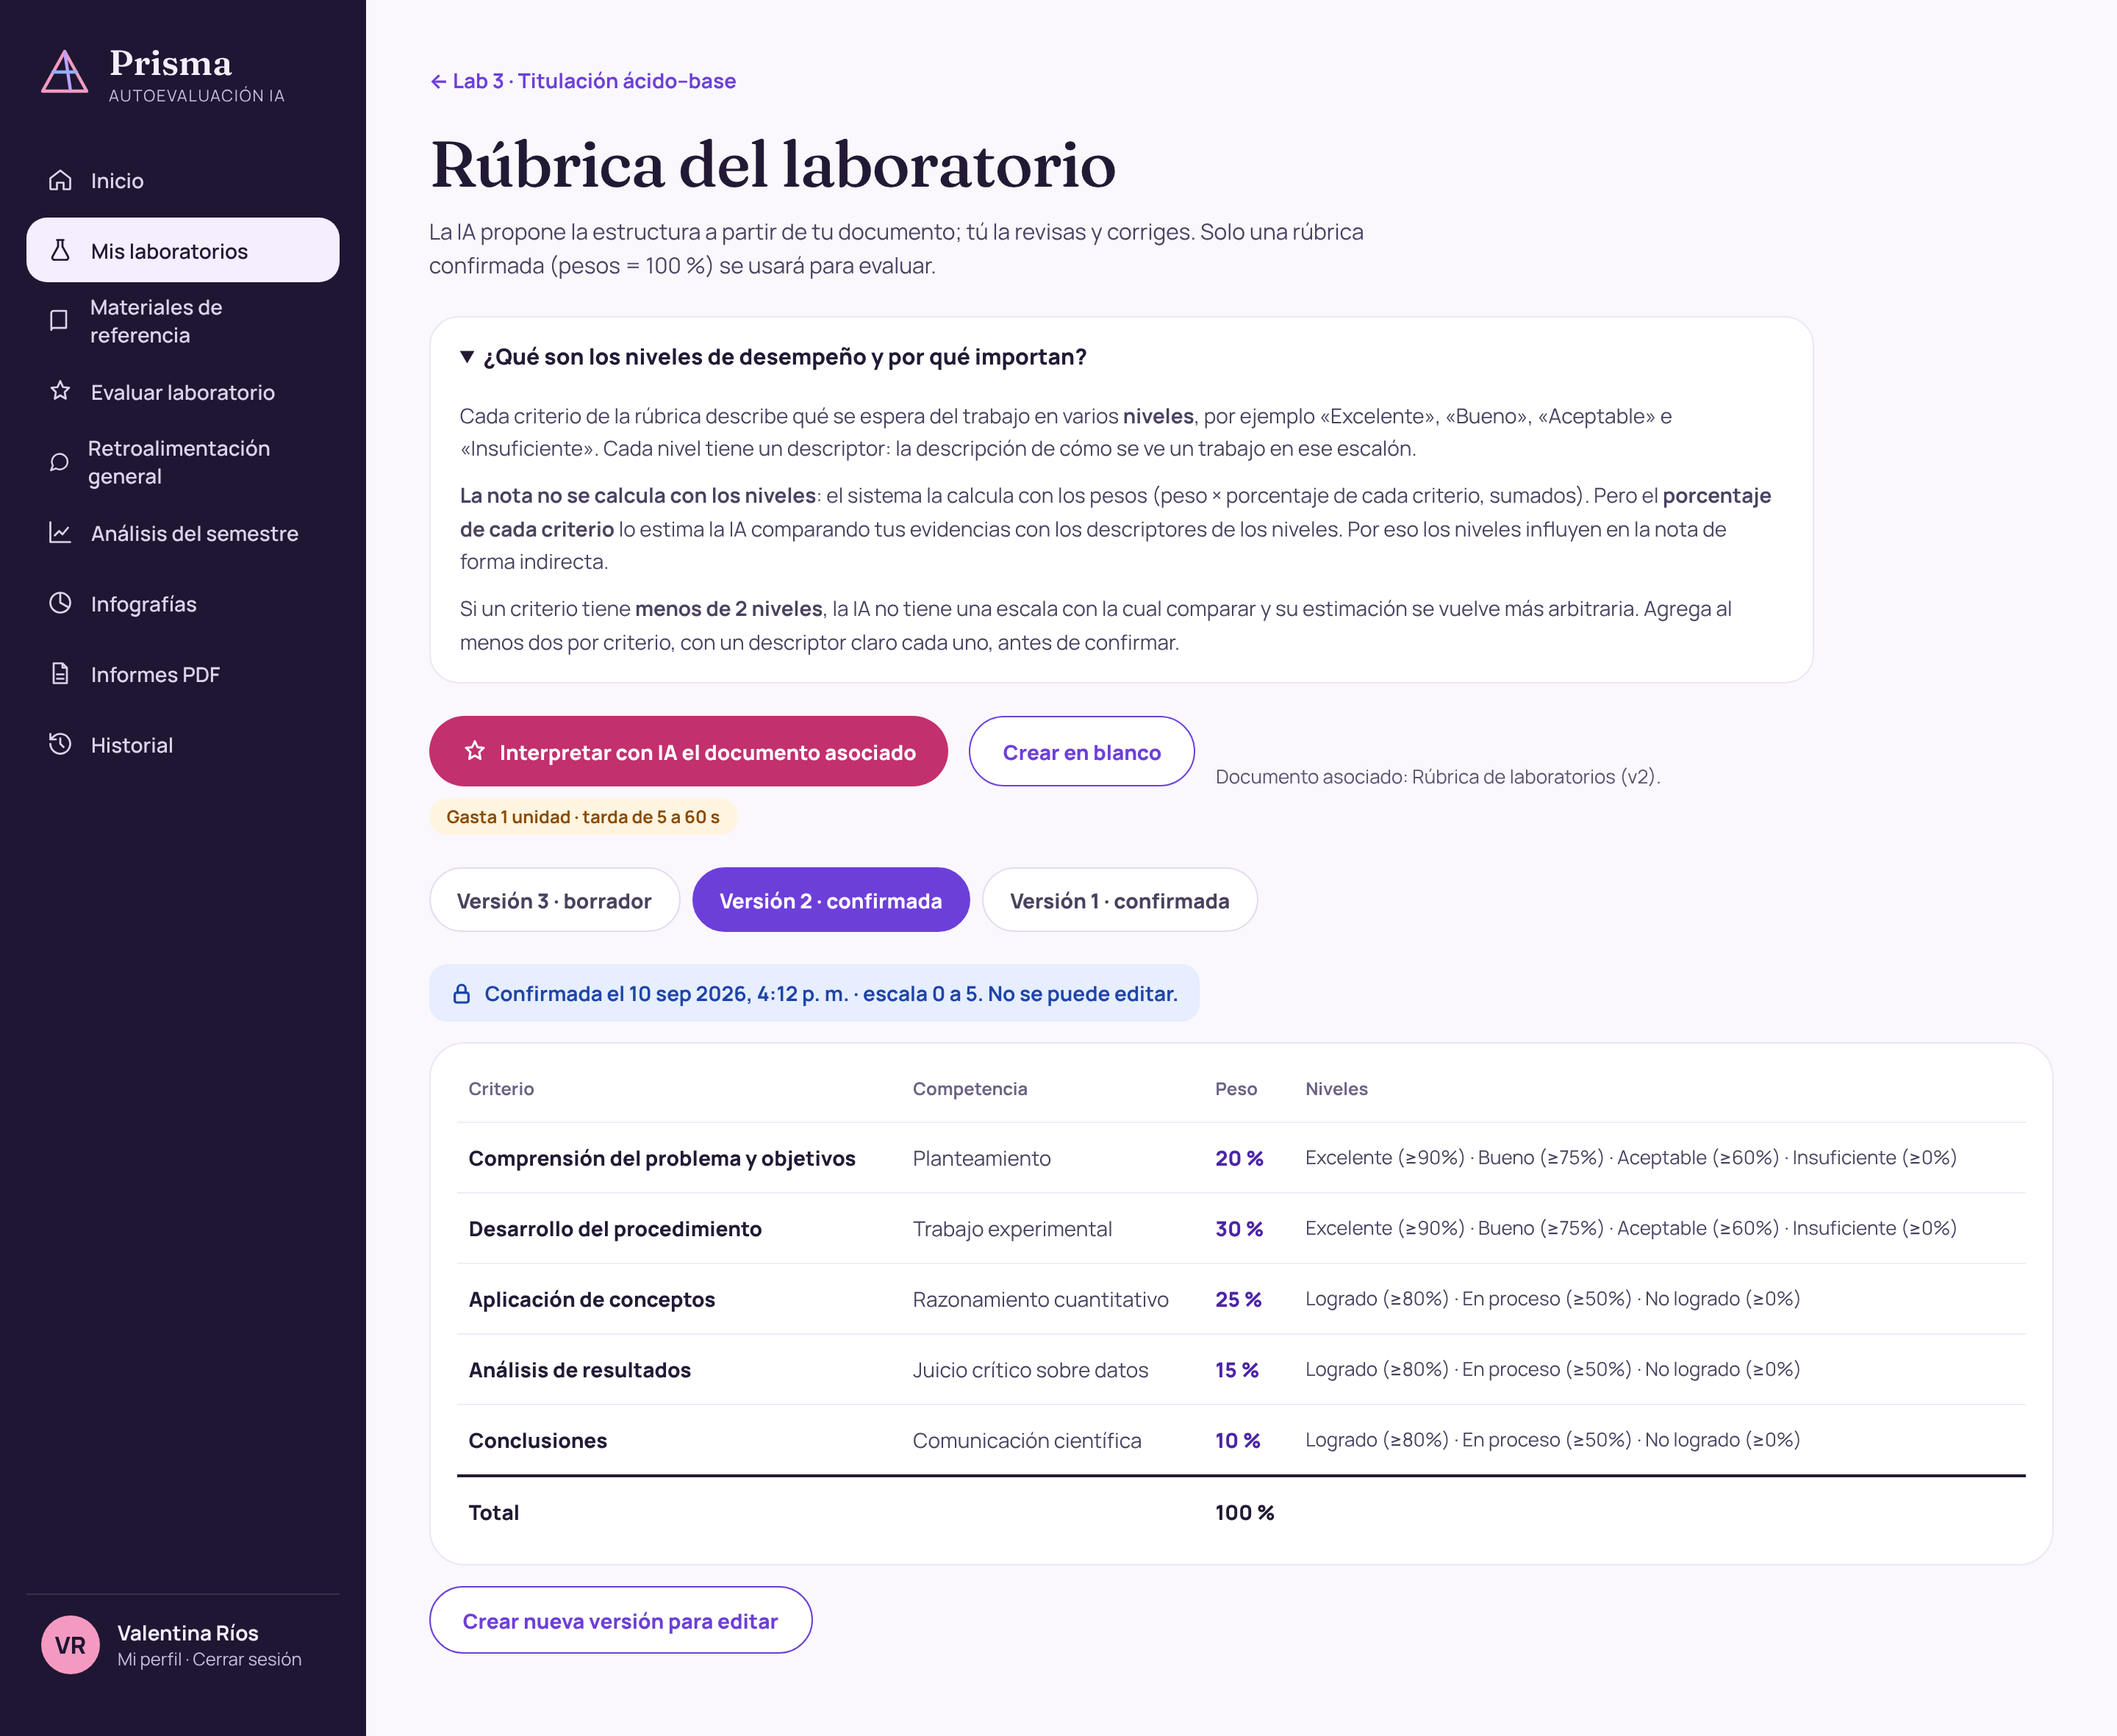 Prisma
AUTOEVALUACIÓN IA
Inicio
Mis laboratorios
Materiales de
referencia
Evaluar laboratorio
Retroalimentación
general
Análisis del semestre
Infografías
Informes PDF
Historial
VR
Valentina Ríos
Mi perfil · Cerrar sesión
← Lab 3 · Titulación ácido–base
Rúbrica del laboratorio
La IA propone la estructura a partir de tu documento; tú la revisas y corriges. Solo una rúbrica
confirmada (pesos = 100 %) se usará para evaluar.
▼ ¿Qué son los niveles de desempeño y por qué importan?
Cada criterio de la rúbrica describe qué se espera del trabajo en varios niveles, por ejemplo «Excelente», «Bueno», «Aceptable» e
«Insuficiente». Cada nivel tiene un descriptor: la descripción de cómo se ve un trabajo en ese escalón.
La nota no se calcula con los niveles: el sistema la calcula con los pesos (peso × porcentaje de cada criterio, sumados). Pero el porcentaje
de cada criterio lo estima la IA comparando tus evidencias con los descriptores de los niveles. Por eso los niveles influyen en la nota de
forma indirecta.
Si un criterio tiene menos de 2 niveles, la IA no tiene una escala con la cual comparar y su estimación se vuelve más arbitraria. Agrega al
menos dos por criterio, con un descriptor claro cada uno, antes de confirmar.
Interpretar con IA el documento asociado
Crear en blanco
Documento asociado: Rúbrica de laboratorios (v2).
Gasta 1 unidad · tarda de 5 a 60 s
Versión 3 · borrador
Versión 2 · confirmada
Versión 1 · confirmada
Confirmada el 10 sep 2026, 4:12 p. m. · escala 0 a 5. No se puede editar.
Criterio Competencia Peso Niveles
Comprensión del problema y objetivos Planteamiento 20 % Excelente (≥90%) · Bueno (≥75%) · Aceptable (≥60%) · Insuficiente (≥0%)
Desarrollo del procedimiento Trabajo experimental 30 % Excelente (≥90%) · Bueno (≥75%) · Aceptable (≥60%) · Insuficiente (≥0%)
Aplicación de conceptos Razonamiento cuantitativo 25 % Logrado (≥80%) · En proceso (≥50%) · No logrado (≥0%)
Análisis de resultados Juicio crítico sobre datos 15 % Logrado (≥80%) · En proceso (≥50%) · No logrado (≥0%)
Conclusiones Comunicación científica 10 % Logrado (≥80%) · En proceso (≥50%) · No logrado (≥0%)
Total 100 %
Crear nueva versión para editar